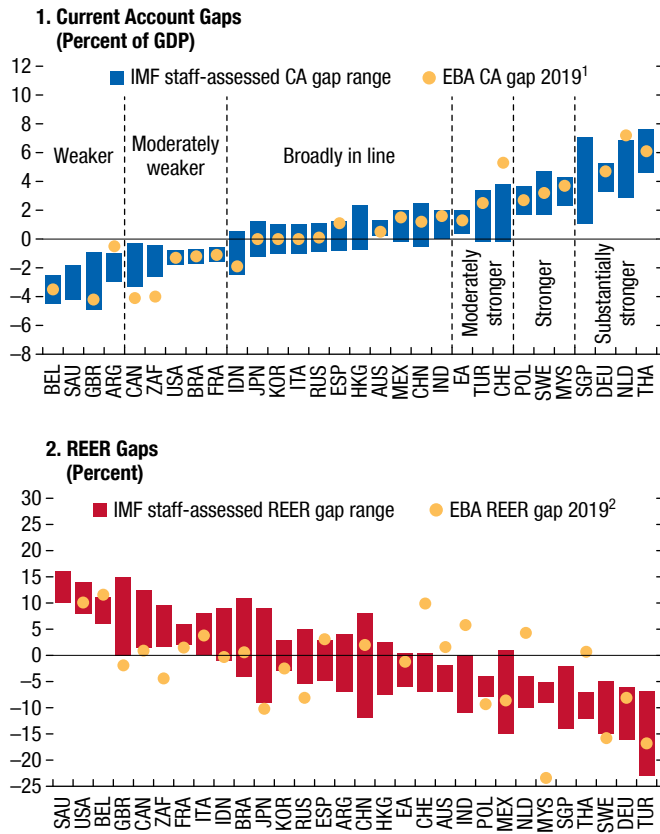 1. Current Account Gaps
(Percent of GDP)
12
10
8
6
4
2
0
−2
−4
−6
−8
IMF staff-assessed CA gap range
EBA CA gap 2019¹
Weaker
Moderately
weaker
Broadly in line
Moderately
stronger
Stronger
Substantially
stronger
BEL
SAU
GBR
ARG
CAN
ZAF
USA
BRA
FRA
IDN
JPN
KOR
ITA
RUS
ESP
HKG
AUS
MEX
CHN
IND
EA
TUR
CHE
POL
SWE
MYS
SGP
DEU
NLD
THA
2. REER Gaps
(Percent)
30
25
20
15
10
5
0
−5
−10
−15
−20
−25
IMF staff-assessed REER gap range
EBA REER gap 2019²
SAU
USA
BEL
GBR
CAN
ZAF
FRA
ITA
IDN
BRA
JPN
KOR
RUS
ESP
ARG
CHN
HKG
EA
CHE
AUS
IND
POL
MEX
NLD
MYS
SGP
THA
SWE
DEU
TUR